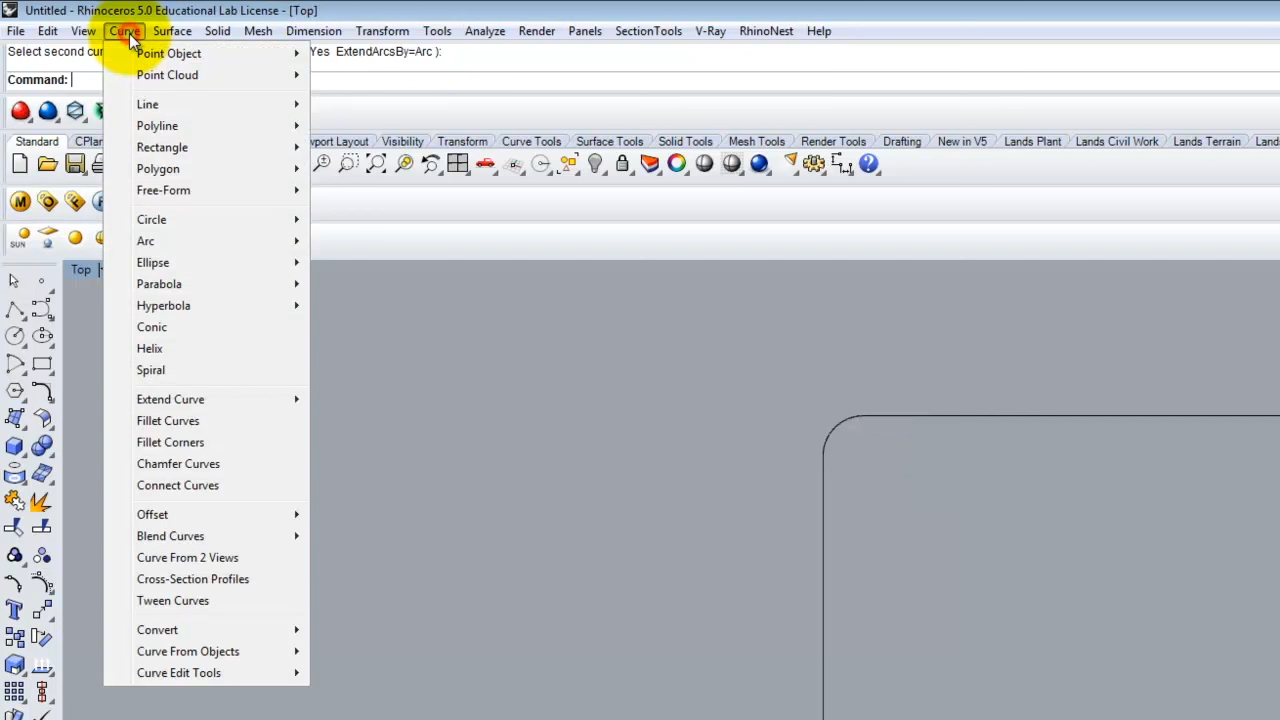 Untitled - Rhinoceros 5.0 Educational Lab License - [Top]
File Edit View Curve Surface Solid Mesh Dimension Transform Tools Analyze Render Panels SectionTools V-Ray RhinoNest Help
Select second cur Yes ExtendArcsBy=Arc ):
Command:
Standard CPlan port Layout Visibility Transform Curve Tools Surface Tools Solid Tools Mesh Tools Render Tools Drafting New in V5 Lands Plant Lands Civil Work Lands Terrain Lands
SUN
Top
Point Object
Point Cloud
Line
Polyline
Rectangle
Polygon
Free-Form
Circle
Arc
Ellipse
Parabola
Hyperbola
Conic
Helix
Spiral
Extend Curve
Fillet Curves
Fillet Corners
Chamfer Curves
Connect Curves
Offset
Blend Curves
Curve From 2 Views
Cross-Section Profiles
Tween Curves
Convert
Curve From Objects
Curve Edit Tools